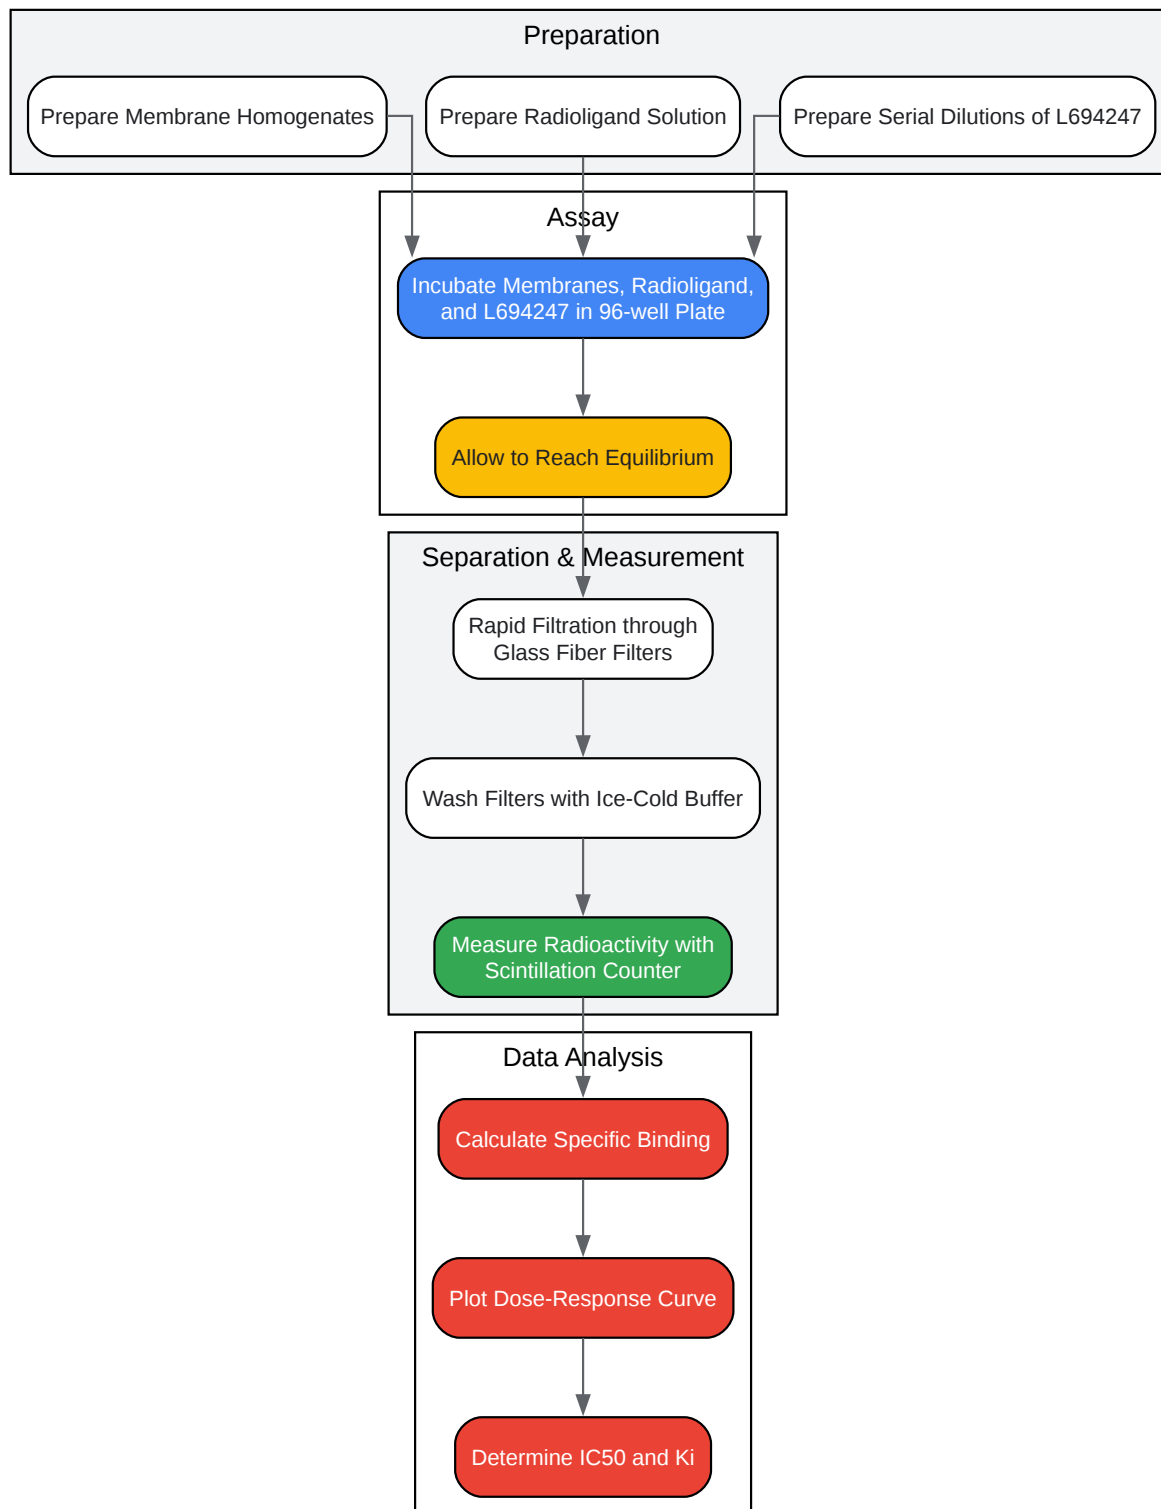 Preparation
Prepare Membrane Homogenates
Prepare Radioligand Solution
Prepare Serial Dilutions of L694247
Assay
Incubate Membranes, Radioligand,
and L694247 in 96-well Plate
Allow to Reach Equilibrium
Separation & Measurement
Rapid Filtration through
Glass Fiber Filters
Wash Filters with Ice-Cold Buffer
Measure Radioactivity with
Scintillation Counter
Data Analysis
Calculate Specific Binding
Plot Dose-Response Curve
Determine IC50 and Ki